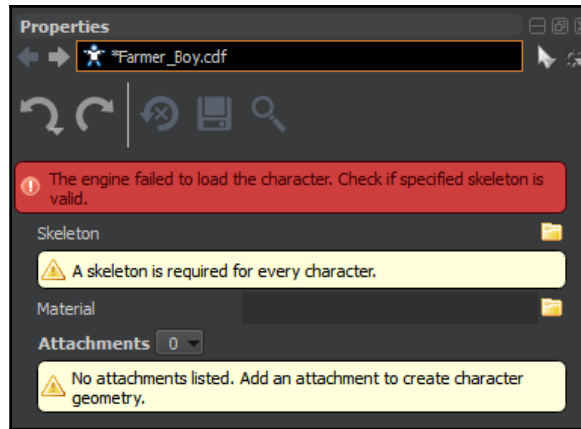 Properties
*Farmer_Boy.cdf
The engine failed to load the character. Check if specified skeleton is
valid.
Skeleton
A skeleton is required for every character.
Material
Attachments 0
No attachments listed. Add an attachment to create character
geometry.